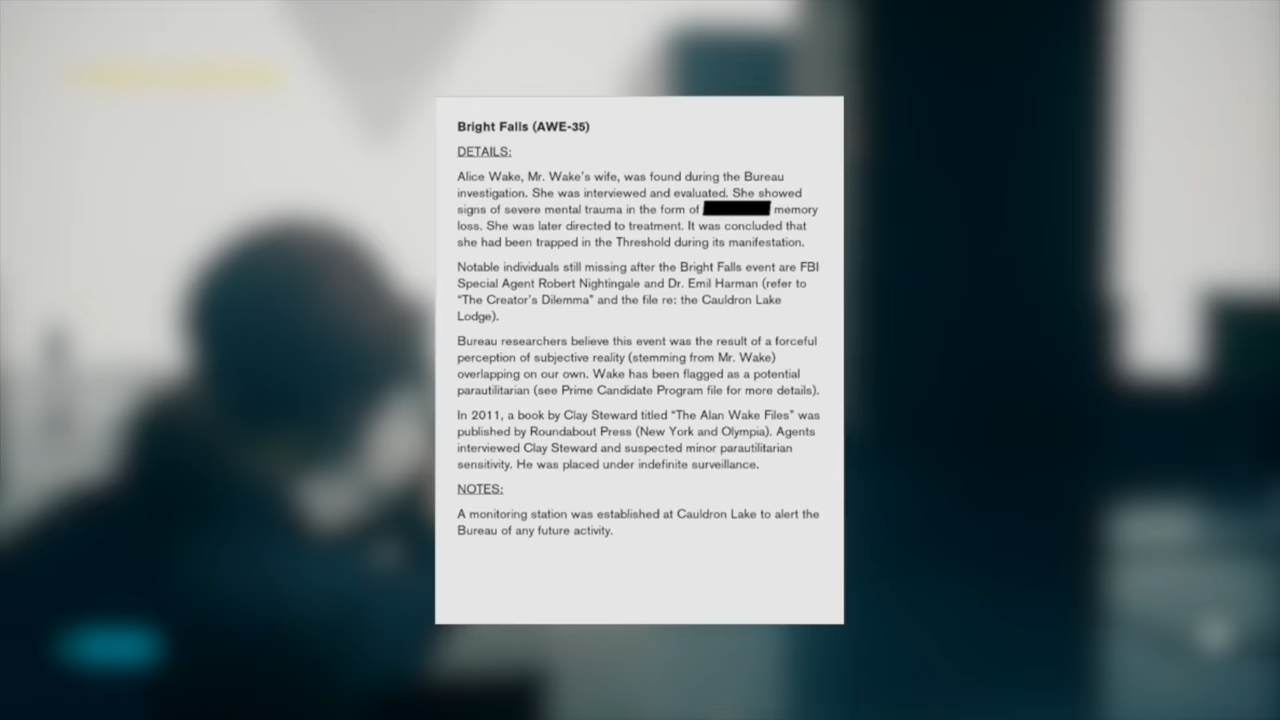 Bright Falls (AWE-35)
DETAILS:
Alice Wake, Mr. Wake's wife, was found during the Bureau
investigation. She was interviewed and evaluated. She showed
signs of severe mental trauma in the form of memory
loss. She was later directed to treatment. It was concluded that
she had been trapped in the Threshold during its manifestation.
Notable individuals still missing after the Bright Falls event are FBI
Special Agent Robert Nightingale and Dr. Emil Harman (refer to
"The Creator's Dilemma" and the file re: the Cauldron Lake
Lodge).
Bureau researchers believe this event was the result of a forceful
perception of subjective reality (stemming from Mr. Wake)
overlapping on our own. Wake has been flagged as a potential
parautilitarian (see Prime Candidate Program file for more details).
In 2011, a book by Clay Steward titled "The Alan Wake Files" was
published by Roundabout Press (New York and Olympia). Agents
interviewed Clay Steward and suspected minor parautilitarian
sensitivity. He was placed under indefinite surveillance.
NOTES:
A monitoring station was established at Cauldron Lake to alert the
Bureau of any future activity.